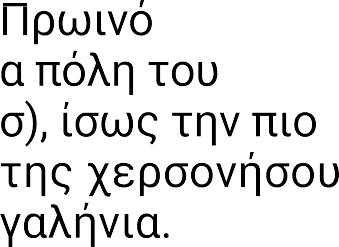 Πρωινό
α πόλη του
σ), ίσως την πιο
της χερσονήσου
γαλήνια.